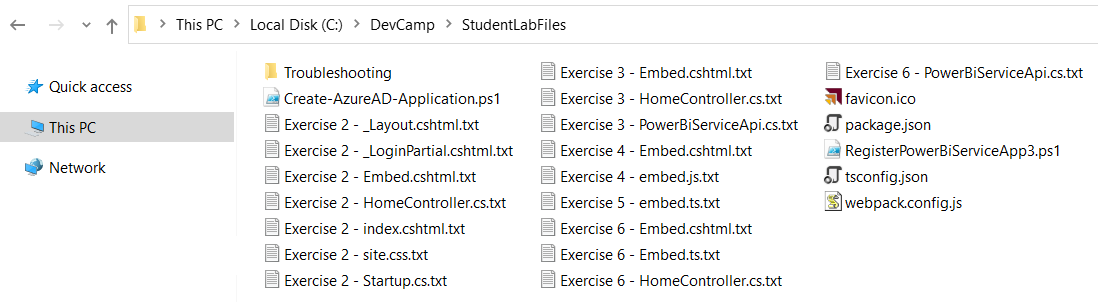 This PC > Local Disk (C:) > DevCamp > StudentLabFiles
Quick access
This PC
Network
Troubleshooting
Create-AzureAD-Application.ps1
Exercise 2 - _Layout.cshtml.txt
Exercise 2 - _LoginPartial.cshtml.txt
Exercise 2 - Embed.cshtml.txt
Exercise 2 - HomeController.cs.txt
Exercise 2 - index.cshtml.txt
Exercise 2 - site.css.txt
Exercise 2 - Startup.cs.txt
Exercise 3 - Embed.cshtml.txt
Exercise 3 - HomeController.cs.txt
Exercise 3 - PowerBiServiceApi.cs.txt
Exercise 4 - Embed.cshtml.txt
Exercise 4 - embed.js.txt
Exercise 5 - embed.ts.txt
Exercise 6 - Embed.cshtml.txt
Exercise 6 - Embed.ts.txt
Exercise 6 - HomeController.cs.txt
Exercise 6 - PowerBiServiceApi.cs.txt
favicon.ico
package.json
RegisterPowerBiServiceApp3.ps1
tsconfig.json
webpack.config.js